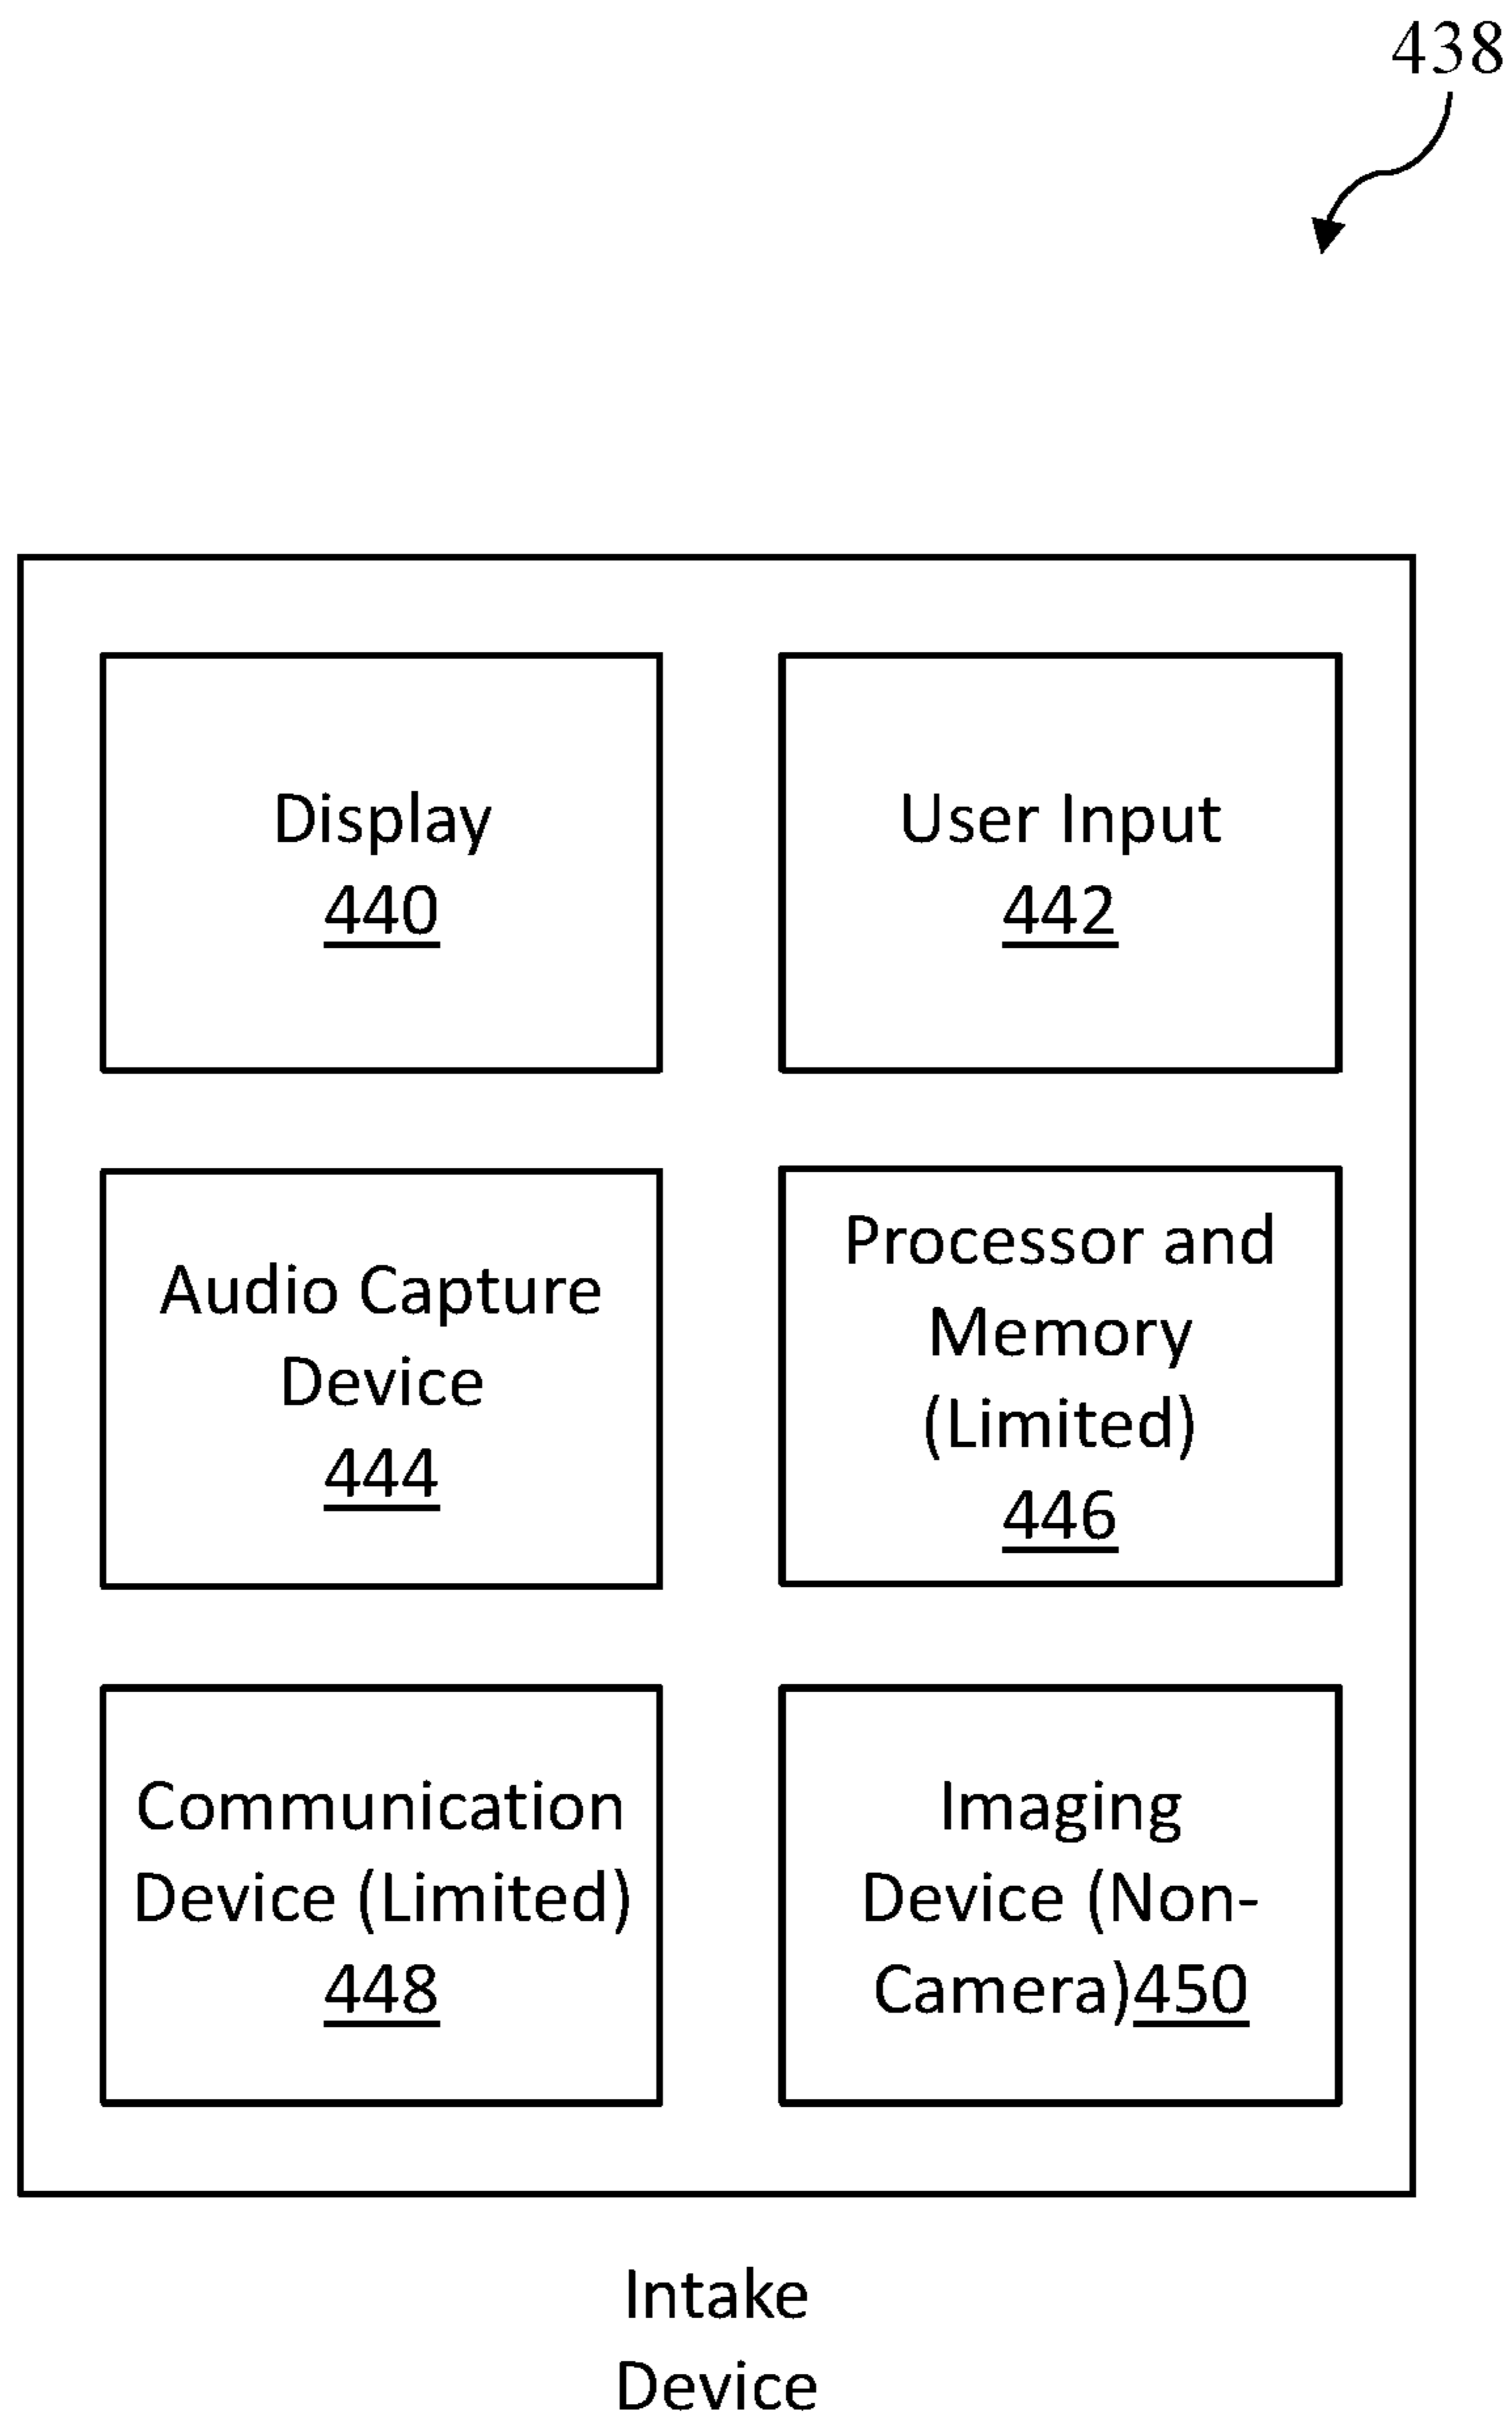 438
Display
440
User Input
442
Audio Capture
Device
444
Processor and
Memory
(Limited)
446
Communication
Device (Limited)
448
Imaging
Device (Non-
Camera)450
Intake
Device